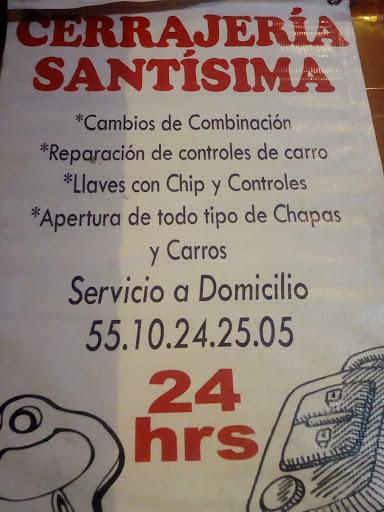 CERRAJERÍA
SANTÍSIMA
*Cambios de Combinación
*Reparación de controles de carro
*Llaves con Chip y Controles
*Apertura de todo tipo de Chapas
y Carros
Servicio a Domicilio
55.10.24.25.05
24
hrs